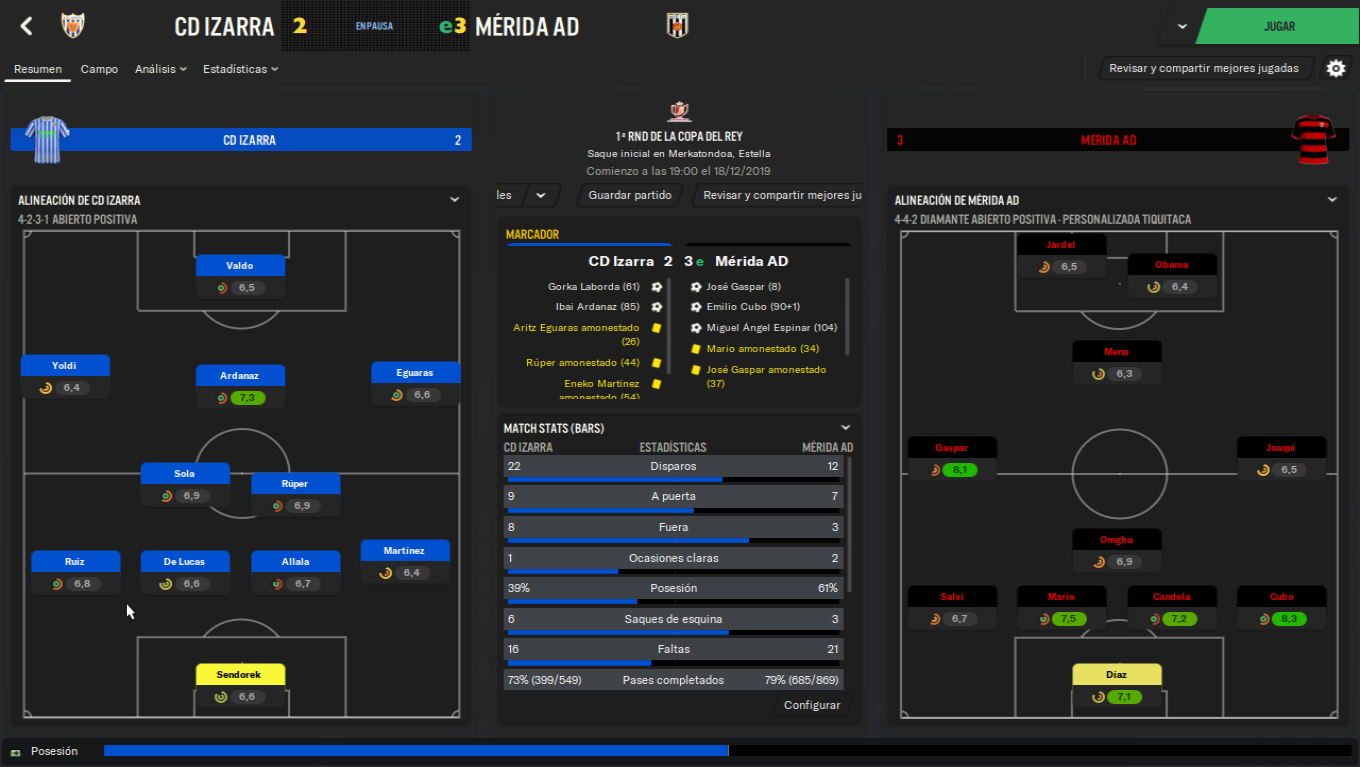 CD IZARRA 2 EN PAUSA e3 MÉRIDA AD JUGAR
Resumen Campo Análisis Estadísticas Revisar y compartir mejores jugadas
CD IZARRA 2
1ª RND DE LA COPA DEL REY
Saque inicial en Merkatondoa, Estella
Comienzo a las 19:00 el 18/12/2019
les Guardar partido Revisar y compartir mejores ju
3 MÉRIDA AD
ALINEACIÓN DE CD IZARRA
4-2-3-1 ABIERTO POSITIVA
Valdo
6,5
Yoldi
6,4
Ardanaz
7,3
Eguaras
6,6
Sola
6,9
Rúper
6,9
Ruiz
6,8
De Lucas
6,6
Allala
6,7
Martínez
6,4
Sendorek
6,6
MARCADOR
CD Izarra 2 3 e Mérida AD
Gorka Laborda (61)
Ibai Ardanaz (85)
Aritz Eguaras amonestado
(26)
Rúper amonestado (44)
Eneko Martínez
amonestado (54)
José Gaspar (8)
Emilio Cubo (90+1)
Miguel Ángel Espinar (104)
Mario amonestado (34)
José Gaspar amonestado
(37)
MATCH STATS (BARS)
CD IZARRA ESTADÍSTICAS MÉRIDA AD
22 Disparos 12
9 A puerta 7
8 Fuera 3
1 Ocasiones claras 2
39% Posesión 61%
6 Saques de esquina 3
16 Faltas 21
73% (399/549) Pases completados 79% (685/869)
Configurar
ALINEACIÓN DE MÉRIDA AD
4-4-2 DIAMANTE ABIERTO POSITIVA - PERSONALIZADA TIQUITACA
Jardel
6,5
Obama
6,4
Mena
6,3
Gaspar
8,1
Joaqui
6,5
Omgba
6,9
Salvi
6,7
Mario
7,5
Candela
7,2
Cubo
8,3
Díaz
7,1
Posesión